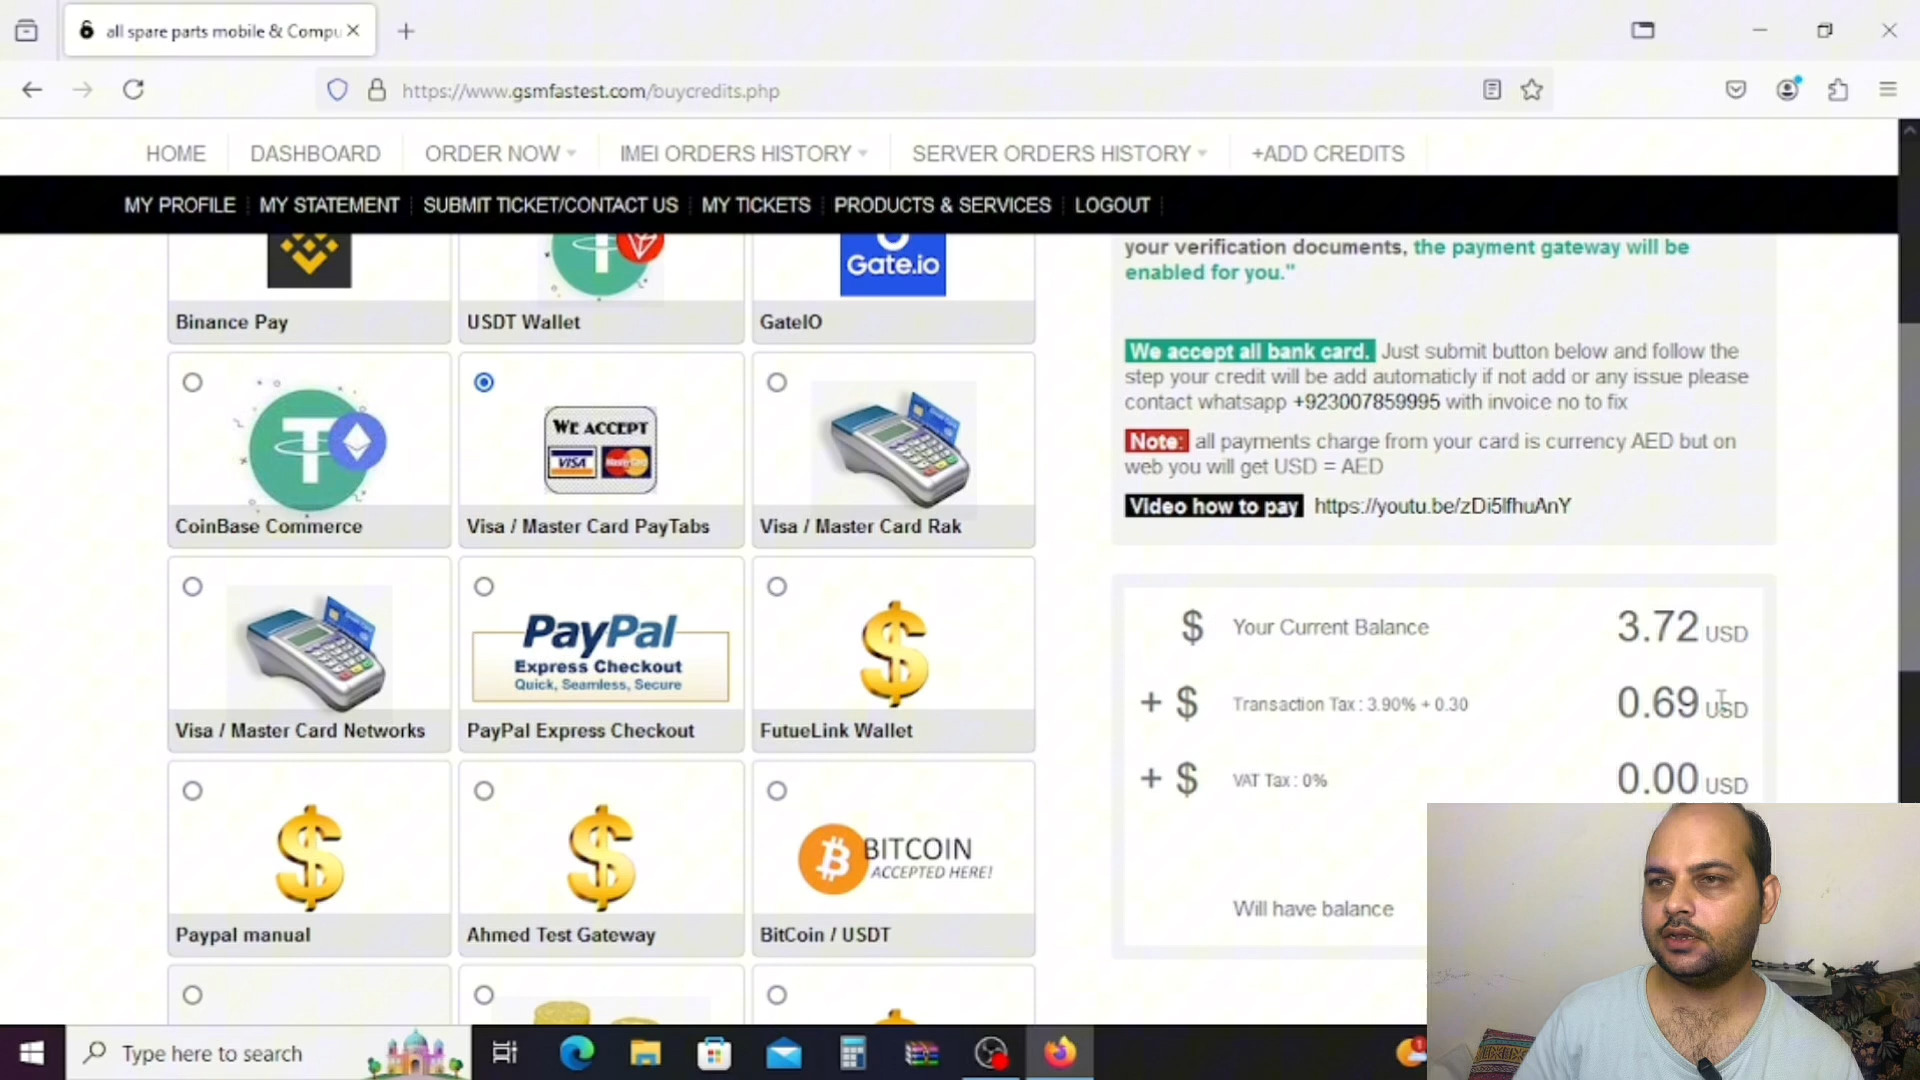 all spare parts mobile & Compu
https://www.gsmfastest.com/buycredits.php
HOME DASHBOARD ORDER NOW IMEI ORDERS HISTORY SERVER ORDERS HISTORY +ADD CREDITS
MY PROFILE MY STATEMENT SUBMIT TICKET/CONTACT US MY TICKETS PRODUCTS & SERVICES LOGOUT
Gate.io
Binance Pay USDT Wallet GateIO
WE ACCEPT
VISA MasterCard
CoinBase Commerce Visa / Master Card PayTabs Visa / Master Card Rak
PayPal
Express Checkout
Quick, Seamless, Secure
Visa / Master Card Networks PayPal Express Checkout FutueLink Wallet
BITCOIN
ACCEPTED HERE!
Paypal manual Ahmed Test Gateway BitCoin / USDT
your verification documents, the payment gateway will be
enabled for you."
We accept all bank card. Just submit button below and follow the
step your credit will be add automaticly if not add or any issue please
contact whatsapp +923007859995 with invoice no to fix
Note: all payments charge from your card is currency AED but on
web you will get USD = AED
Video how to pay https://youtu.be/zDi5lfhuAnY
$ Your Current Balance 3.72 USD
+ $ Transaction Tax : 3.90% + 0.30 0.69 USD
+ $ VAT Tax : 0% 0.00 USD
Will have balance
Type here to search